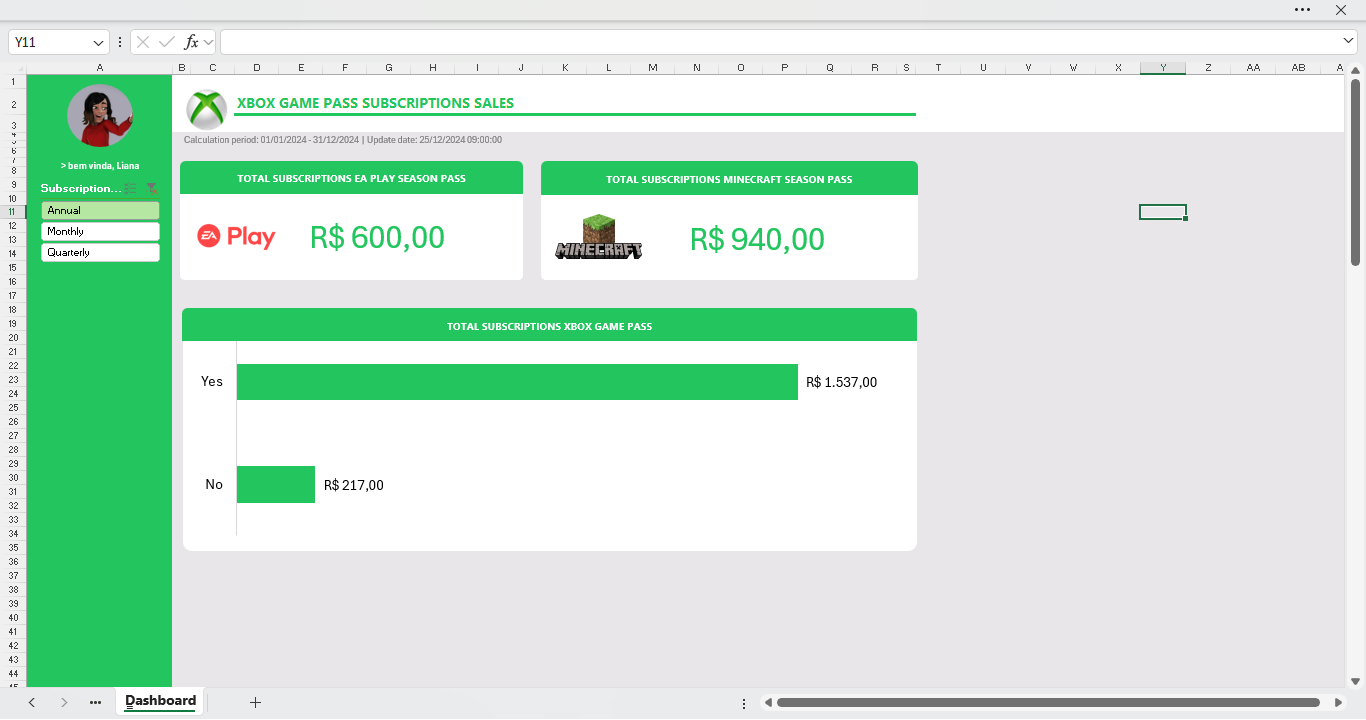 Y11
fx
A B C D E F G H I J K L M N O P Q R S T U V W X Y Z AA AB A
1
2
3
4
5
6
7
8
9
10
11
12
13
14
15
16
17
18
19
20
21
22
23
24
25
26
27
28
29
30
31
32
33
34
35
36
37
38
39
40
41
42
43
44
45
> bem vinda, Liana
Subscription...
Annual
Monthly
Quarterly
XBOX GAME PASS SUBSCRIPTIONS SALES
Calculation period: 01/01/2024 - 31/12/2024 | Update date: 25/12/2024 09:00:00
TOTAL SUBSCRIPTIONS EA PLAY SEASON PASS
EA Play
R$ 600,00
TOTAL SUBSCRIPTIONS MINECRAFT SEASON PASS
MINECRAFT
R$ 940,00
TOTAL SUBSCRIPTIONS XBOX GAME PASS
Yes R$ 1.537,00
No R$ 217,00
Dashboard